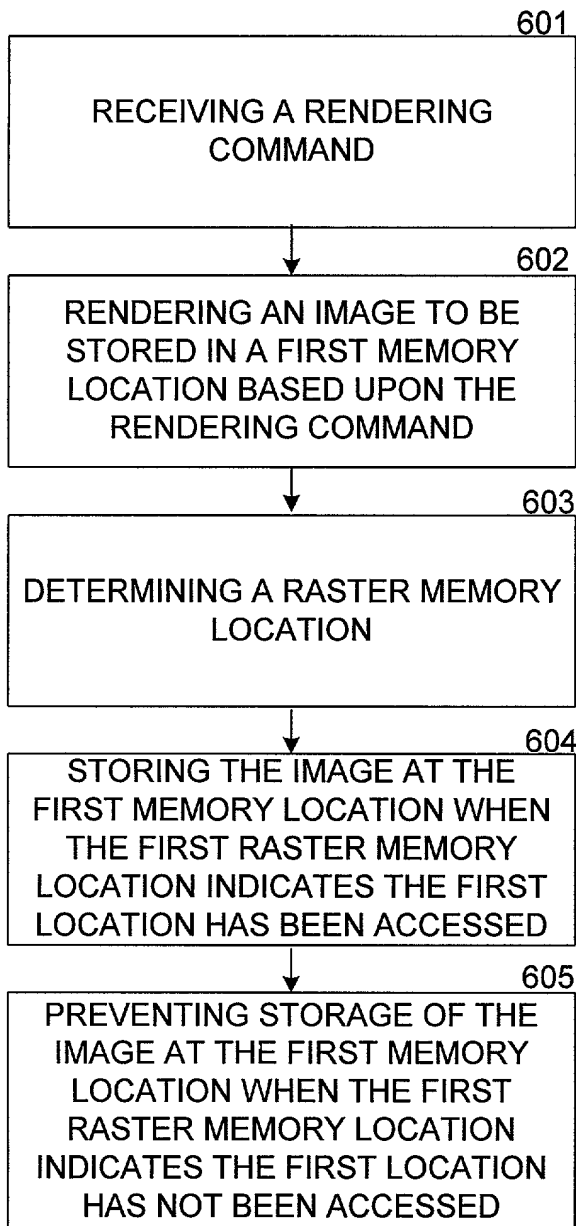 601
RECEIVING A RENDERING
COMMAND
602
RENDERING AN IMAGE TO BE
STORED IN A FIRST MEMORY
LOCATION BASED UPON THE
RENDERING COMMAND
603
DETERMINING A RASTER MEMORY
LOCATION
604
STORING THE IMAGE AT THE
FIRST MEMORY LOCATION WHEN
THE FIRST RASTER MEMORY
LOCATION INDICATES THE FIRST
LOCATION HAS BEEN ACCESSED
605
PREVENTING STORAGE OF THE
IMAGE AT THE FIRST MEMORY
LOCATION WHEN THE FIRST
RASTER MEMORY LOCATION
INDICATES THE FIRST LOCATION
HAS NOT BEEN ACCESSED